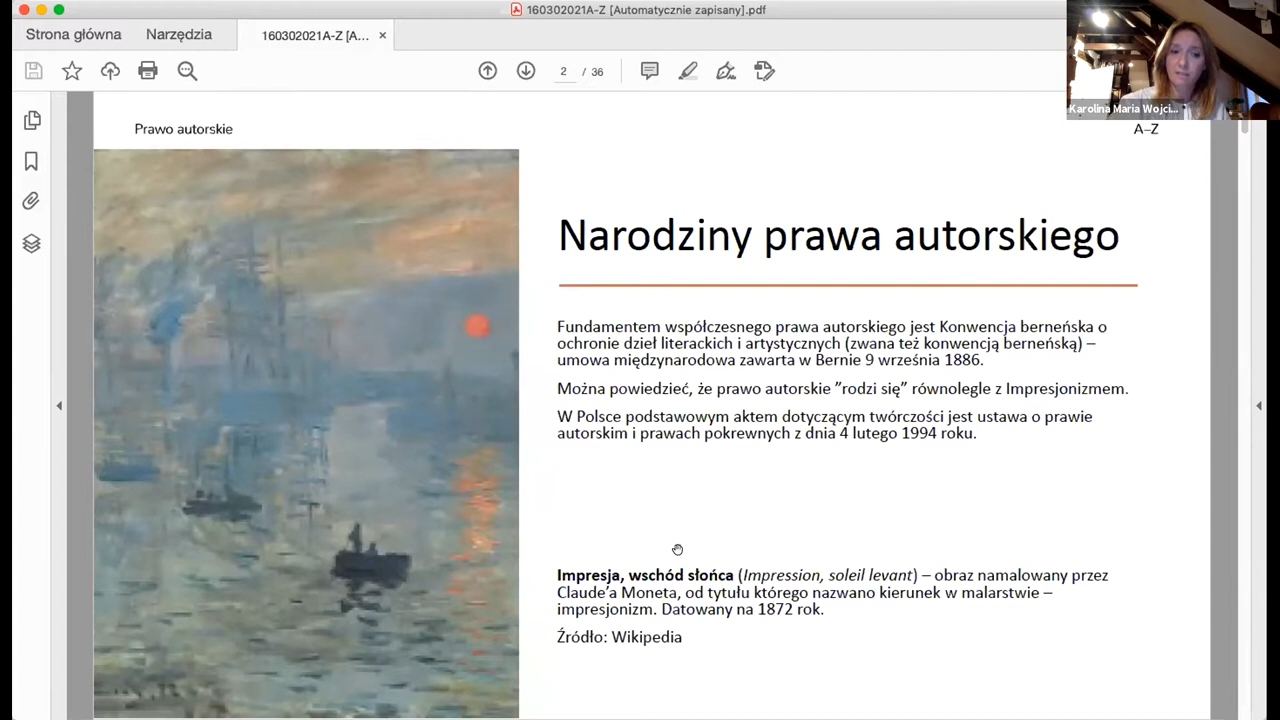 160302021A-Z [Automatycznie zapisany].pdf
Strona główna
Narzędzia
160302021A-Z [A...
2 / 36
Karolina Maria Wojci...
Prawo autorskie
A–Z
Narodziny prawa autorskiego
Fundamentem współczesnego prawa autorskiego jest Konwencja berneńska o
ochronie dzieł literackich i artystycznych (zwana też konwencją berneńską) –
umowa międzynarodowa zawarta w Bernie 9 września 1886.
Można powiedzieć, że prawo autorskie ”rodzi się” równolegle z Impresjonizmem.
W Polsce podstawowym aktem dotyczącym twórczości jest ustawa o prawie
autorskim i prawach pokrewnych z dnia 4 lutego 1994 roku.
Impresja, wschód słońca (Impression, soleil levant) – obraz namalowany przez
Claude’a Moneta, od tytułu którego nazwano kierunek w malarstwie –
impresjonizm. Datowany na 1872 rok.
Źródło: Wikipedia